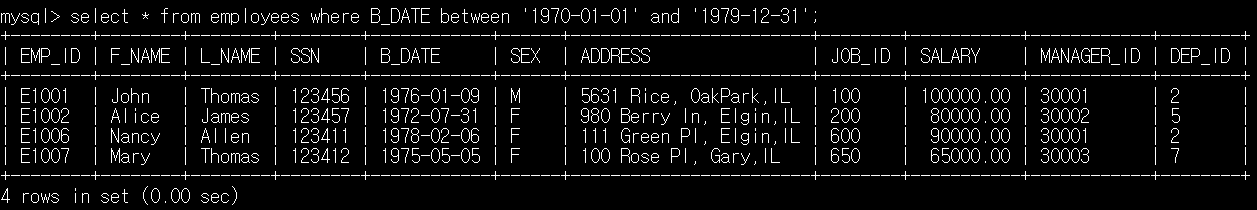 mysql> select * from employees where B_DATE between '1970-01-01' and '1979-12-31';
| EMP_ID | F_NAME | L_NAME | SSN | B_DATE | SEX | ADDRESS | JOB_ID | SALARY | MANAGER_ID | DEP_ID |
| E1001 | John | Thomas | 123456 | 1976-01-09 | M | 5631 Rice, OakPark,IL | 100 | 100000.00 | 30001 | 2 |
| E1002 | Alice | James | 123457 | 1972-07-31 | F | 980 Berry ln, Elgin,IL | 200 | 80000.00 | 30002 | 5 |
| E1006 | Nancy | Allen | 123411 | 1978-02-06 | F | 111 Green Pl, Elgin,IL | 600 | 90000.00 | 30001 | 2 |
| E1007 | Mary | Thomas | 123412 | 1975-05-05 | F | 100 Rose Pl, Gary,IL | 650 | 65000.00 | 30003 | 7 |
4 rows in set (0.00 sec)